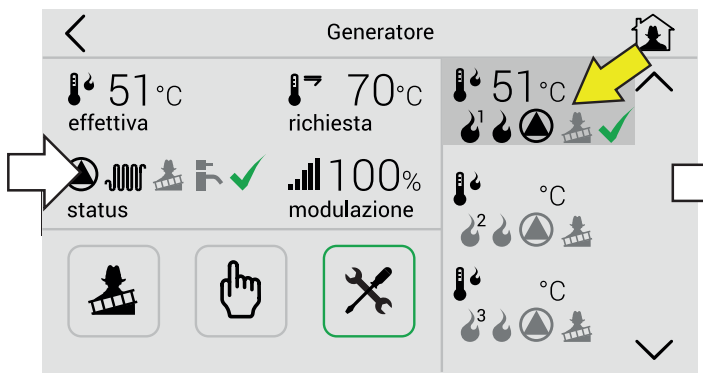 Generatore
51 °C
effettiva
70 °C
richiesta
status
100%
modulazione
51 °C
1
°C
2
°C
3